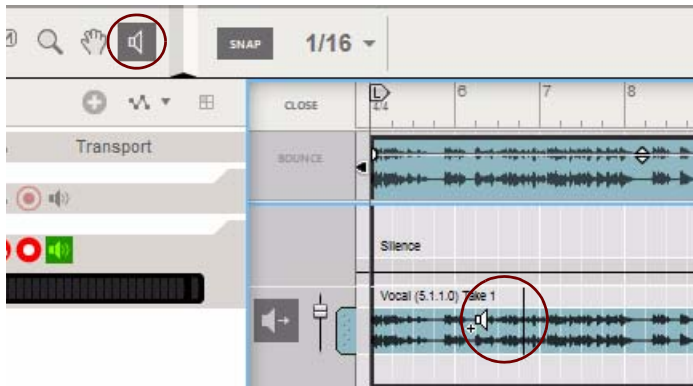 SNAP 1/16
CLOSE
L 6 7 8
4/4
Transport
BOUNCE
Silence
Vocal (5.1.1.0) Take 1